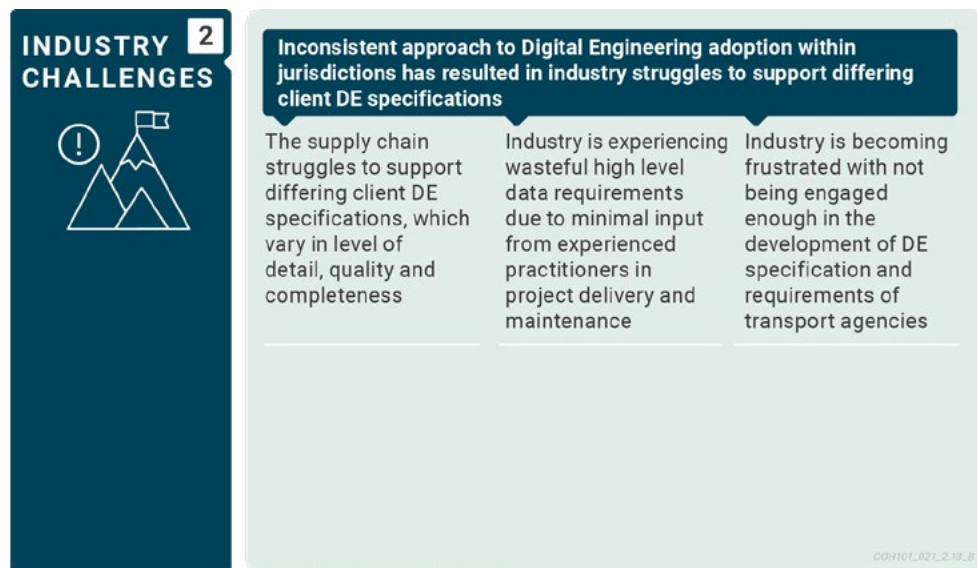 INDUSTRY 2
CHALLENGES
Inconsistent approach to Digital Engineering adoption within
jurisdictions has resulted in industry struggles to support differing
client DE specifications
The supply chain
struggles to support
differing client DE
specifications, which
vary in level of
detail, quality and
completeness
Industry is experiencing
wasteful high level
data requirements
due to minimal input
from experienced
practitioners in
project delivery and
maintenance
Industry is becoming
frustrated with not
being engaged
enough in the
development of DE
specification and
requirements of
transport agencies
COH101_021_2.13_B